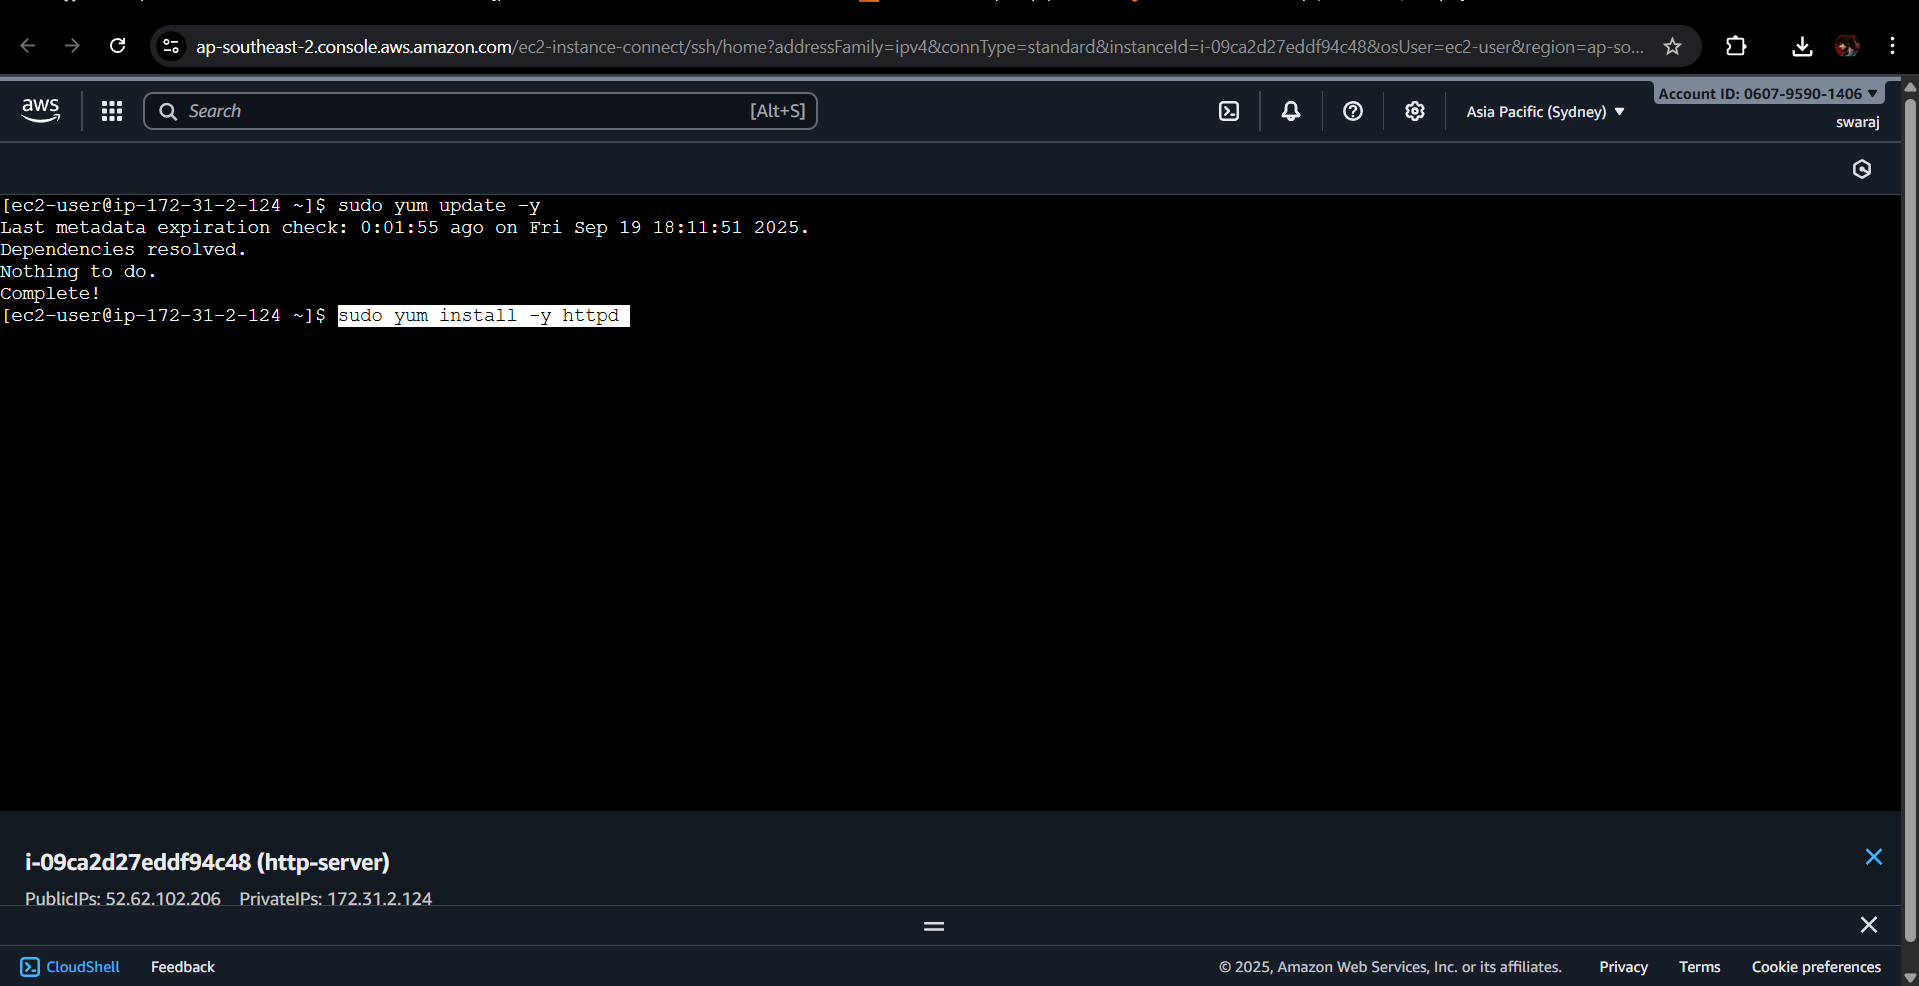 ap-southeast-2.console.aws.amazon.com/ec2-instance-connect/ssh/home?addressFamily=ipv4&connType=standard&instanceId=i-09ca2d27eddf94c48&osUser=ec2-user&region=ap-so...
aws
Search [Alt+S]
Asia Pacific (Sydney)
Account ID: 0607-9590-1406
swaraj
[ec2-user@ip-172-31-2-124 ~]$ sudo yum update -y
Last metadata expiration check: 0:01:55 ago on Fri Sep 19 18:11:51 2025.
Dependencies resolved.
Nothing to do.
Complete!
[ec2-user@ip-172-31-2-124 ~]$ sudo yum install -y httpd
i-09ca2d27eddf94c48 (http-server)
PublicIPs: 52.62.102.206 PrivateIPs: 172.31.2.124
CloudShell Feedback © 2025, Amazon Web Services, Inc. or its affiliates. Privacy Terms Cookie preferences